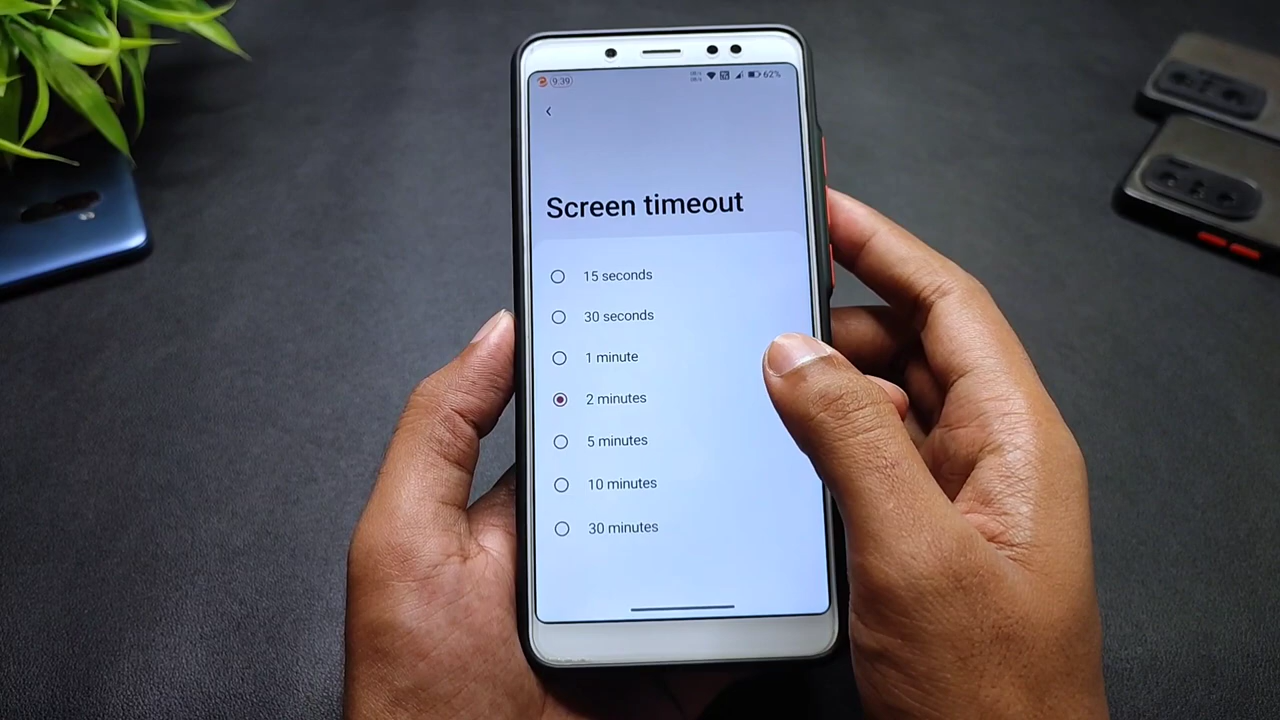 9:39
62%
Screen timeout
15 seconds
30 seconds
1 minute
2 minutes
5 minutes
10 minutes
30 minutes